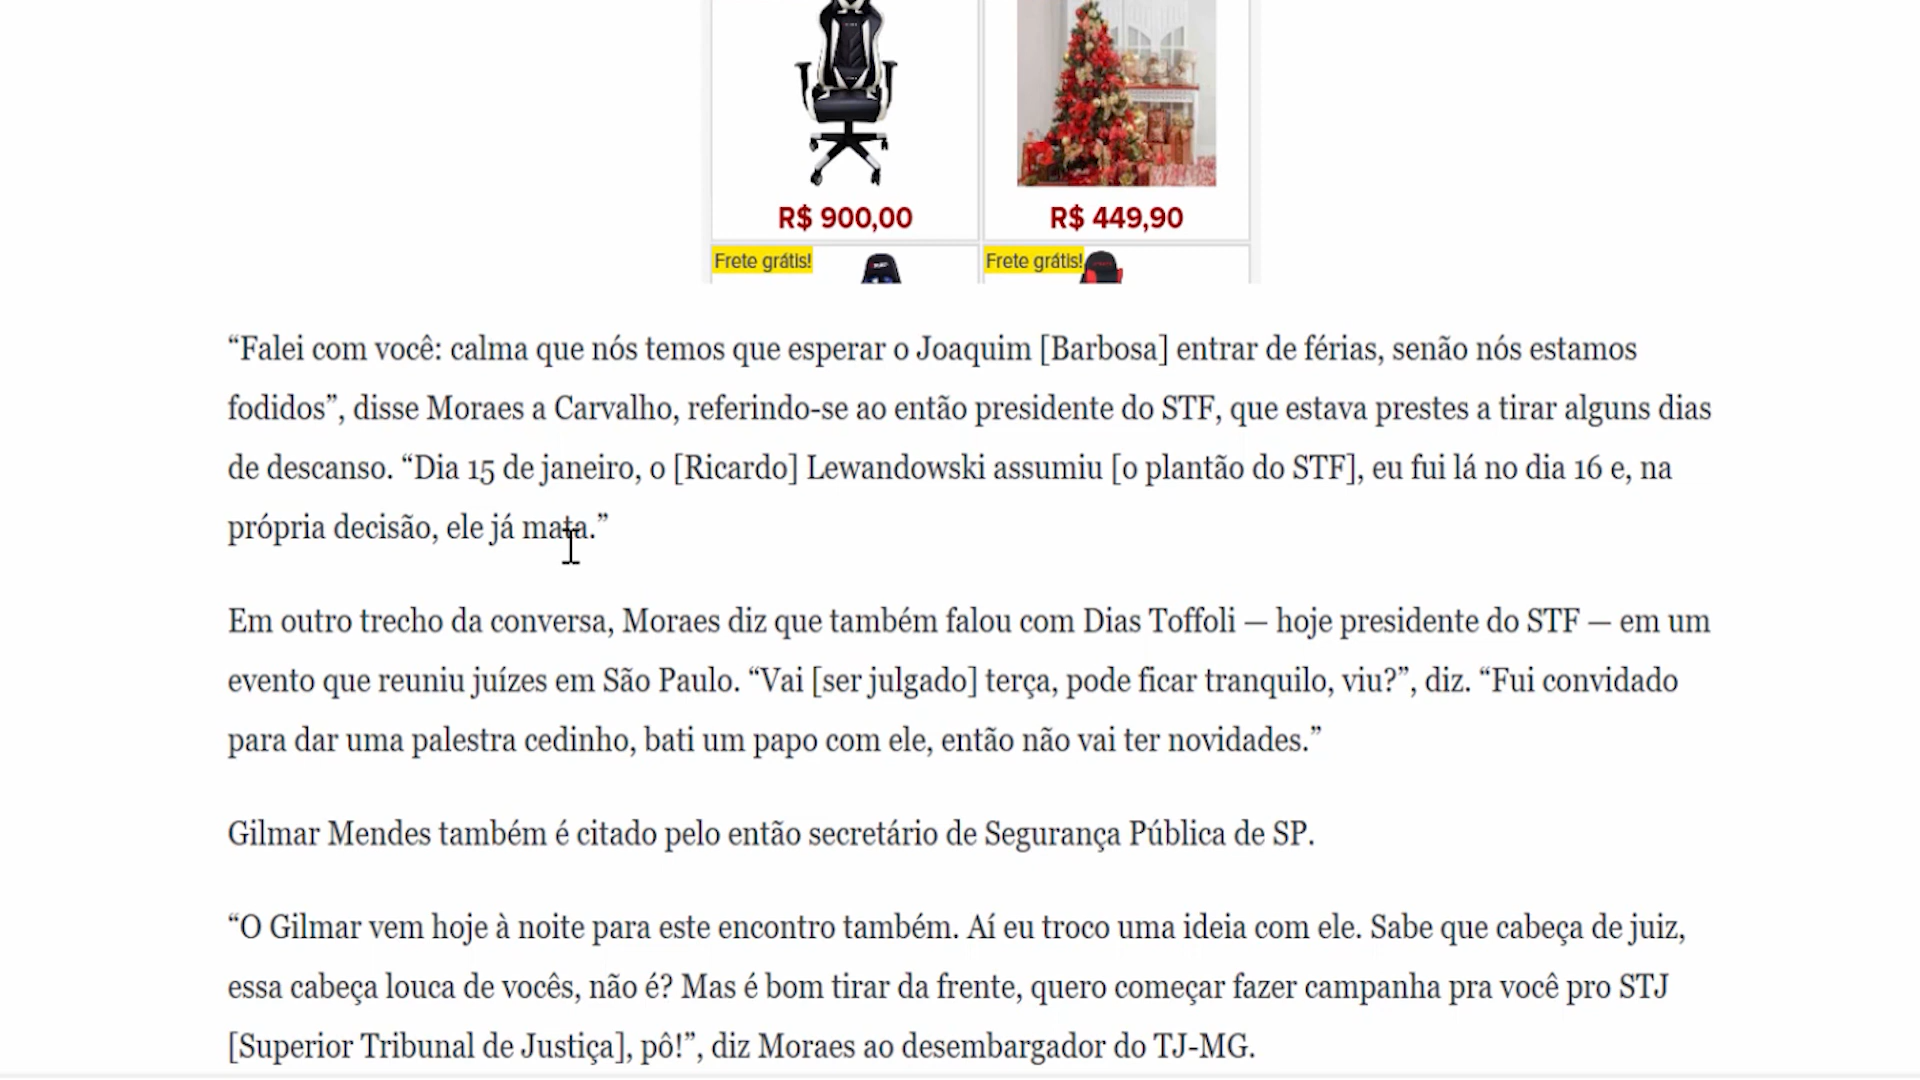 R$ 900,00
R$ 449,90
Frete grátis!
Frete grátis!
“Falei com você: calma que nós temos que esperar o Joaquim [Barbosa] entrar de férias, senão nós estamos
fodidos”, disse Moraes a Carvalho, referindo-se ao então presidente do STF, que estava prestes a tirar alguns dias
de descanso. “Dia 15 de janeiro, o [Ricardo] Lewandowski assumiu [o plantão do STF], eu fui lá no dia 16 e, na
própria decisão, ele já mata.”
Em outro trecho da conversa, Moraes diz que também falou com Dias Toffoli — hoje presidente do STF — em um
evento que reuniu juízes em São Paulo. “Vai [ser julgado] terça, pode ficar tranquilo, viu?”, diz. “Fui convidado
para dar uma palestra cedinho, bati um papo com ele, então não vai ter novidades.”
Gilmar Mendes também é citado pelo então secretário de Segurança Pública de SP.
“O Gilmar vem hoje à noite para este encontro também. Aí eu troco uma ideia com ele. Sabe que cabeça de juiz,
essa cabeça louca de vocês, não é? Mas é bom tirar da frente, quero começar fazer campanha pra você pro STJ
[Superior Tribunal de Justiça], pô!”, diz Moraes ao desembargador do TJ-MG.